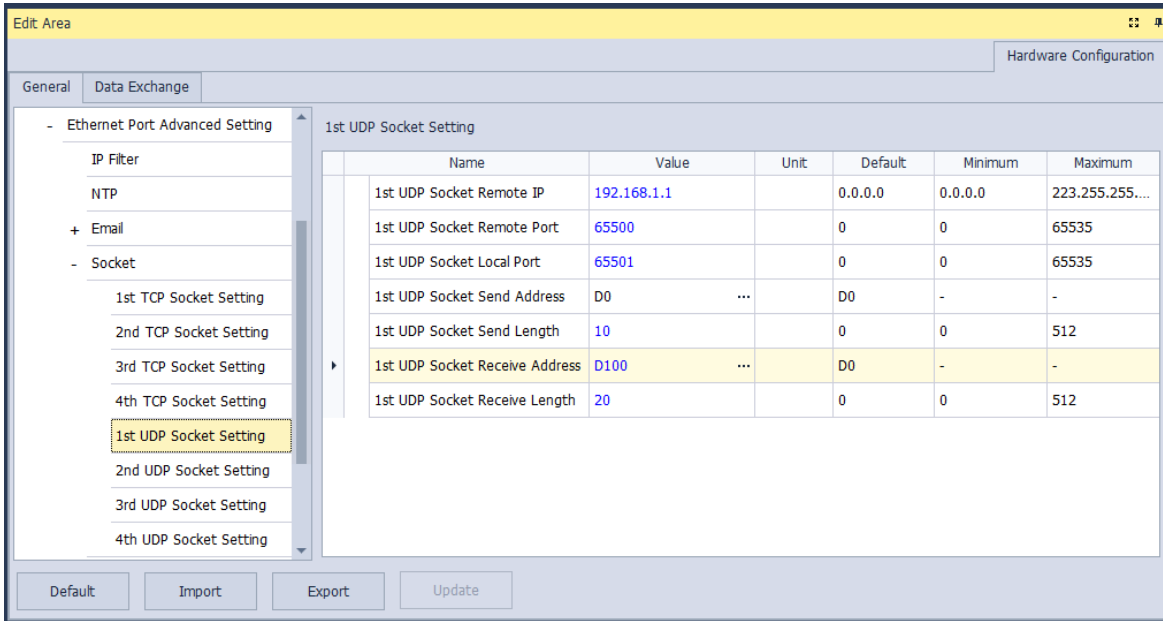 Edit Area
Hardware Configuration
General Data Exchange
- Ethernet Port Advanced Setting
IP Filter
NTP
+ Email
- Socket
1st TCP Socket Setting
2nd TCP Socket Setting
3rd TCP Socket Setting
4th TCP Socket Setting
1st UDP Socket Setting
2nd UDP Socket Setting
3rd UDP Socket Setting
4th UDP Socket Setting
1st UDP Socket Setting
Name Value Unit Default Minimum Maximum
1st UDP Socket Remote IP 192.168.1.1 0.0.0.0 0.0.0.0 223.255.255....
1st UDP Socket Remote Port 65500 0 0 65535
1st UDP Socket Local Port 65501 0 0 65535
1st UDP Socket Send Address D0 ... D0 - -
1st UDP Socket Send Length 10 0 0 512
1st UDP Socket Receive Address D100 ... D0 - -
1st UDP Socket Receive Length 20 0 0 512
Default Import Export Update